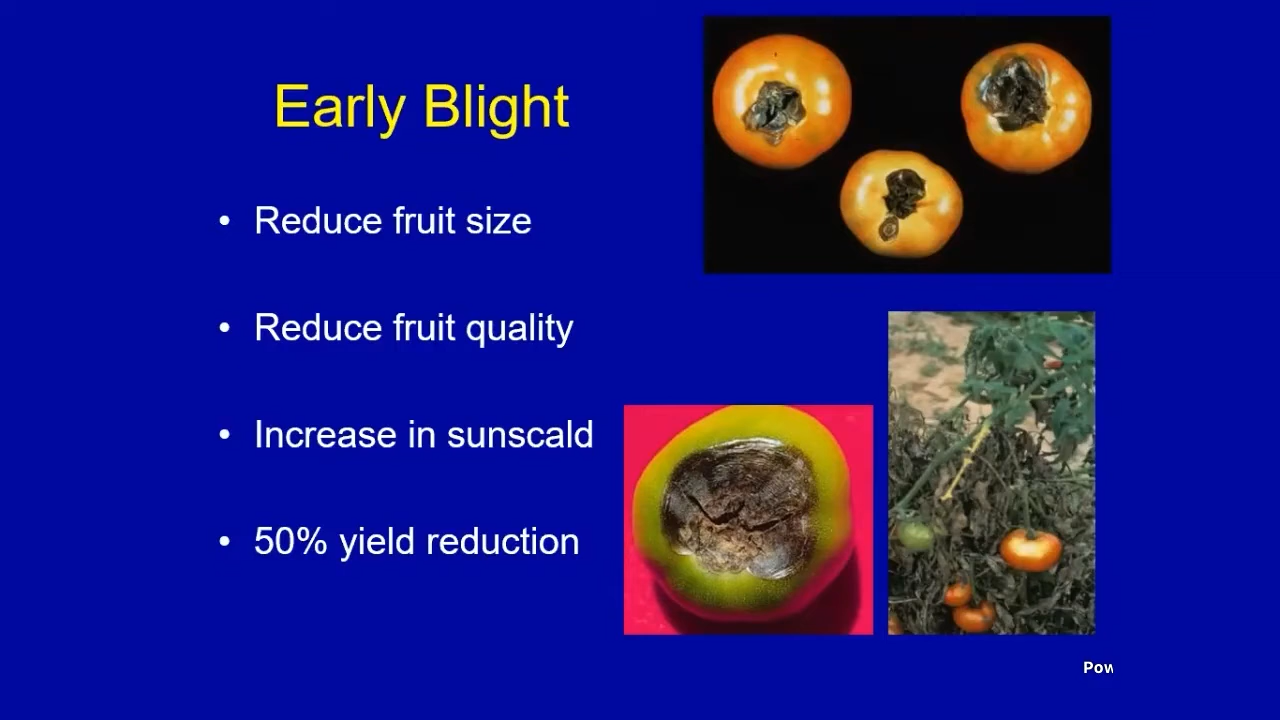 Early Blight
• Reduce fruit size
• Reduce fruit quality
• Increase in sunscald
• 50% yield reduction
Pow